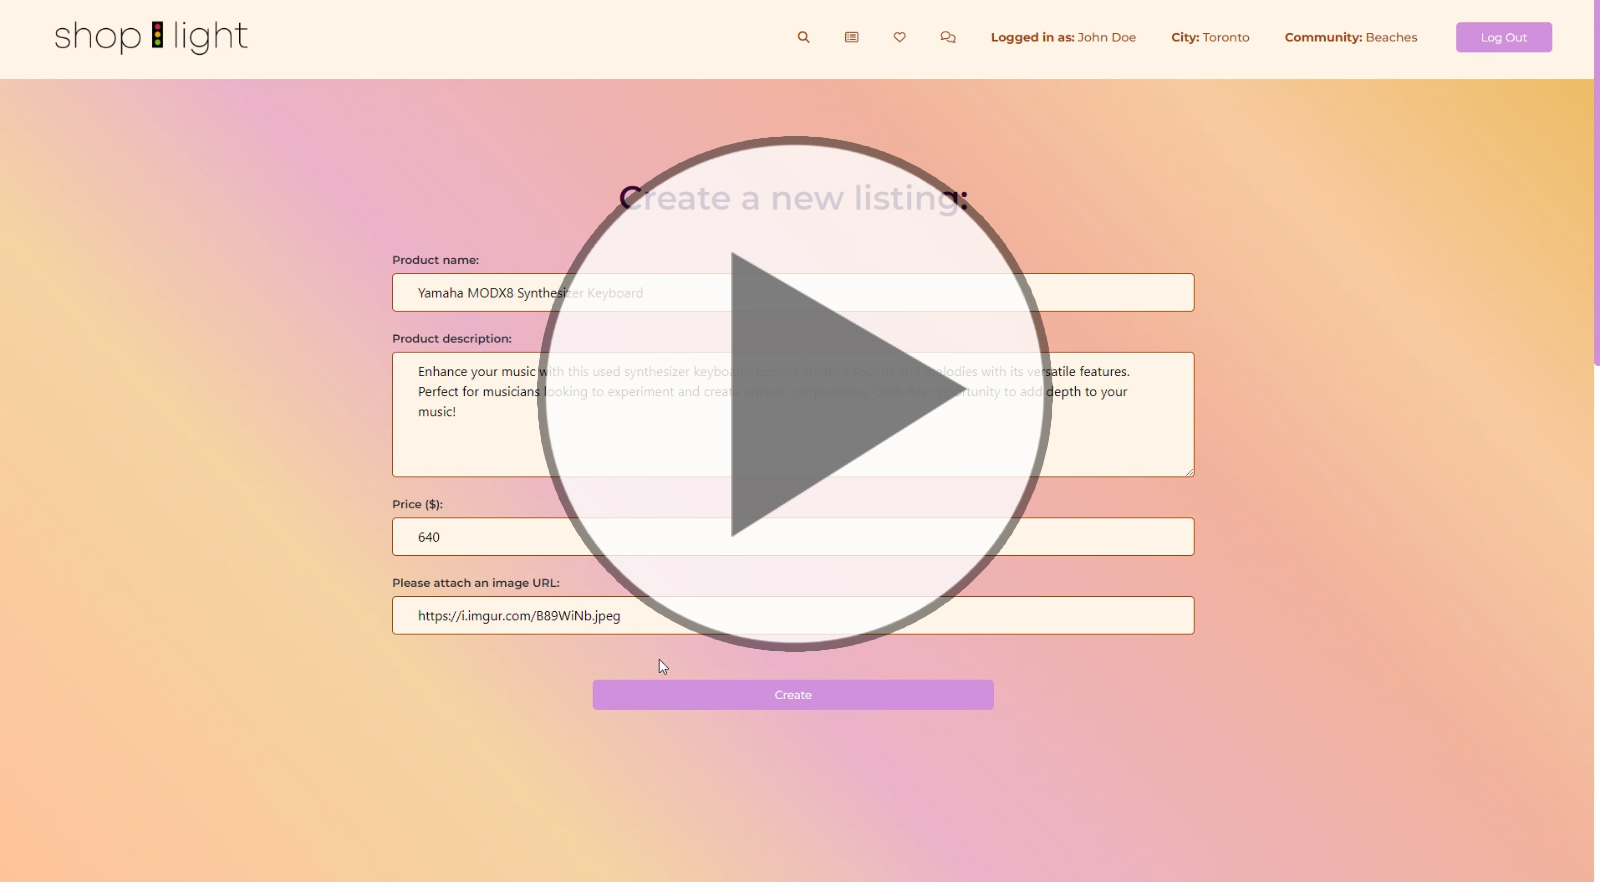 shop light
Logged in as: John Doe
City: Toronto
Community: Beaches
Log Out
Create a new listing:
Product name:
Yamaha MODX8 Synthesizer Keyboard
Product description:
Enhance your music with this used synthesizer keyboard. Explore creative sounds and melodies with its versatile features.
Perfect for musicians looking to experiment and create opportunity to add depth to your
music!
Price ($):
640
Please attach an image URL:
https://i.imgur.com/B89WiNb.jpeg
Create